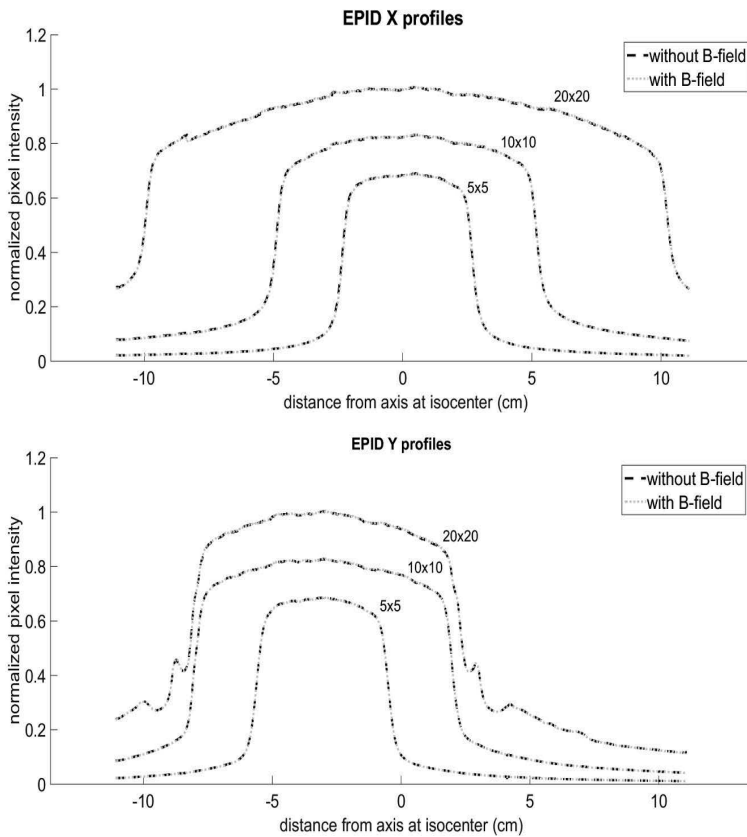 EPID X profiles
1.2
without B-field
with B-field
1
20x20
0.8
10x10
normalized pixel intensity
0.6
5x5
0.4
0.2
0
-10 -5 0 5 10
distance from axis at isocenter (cm)
EPID Y profiles
1.2
without B-field
with B-field
1
20x20
0.8
10x10
normalized pixel intensity
0.6
5x5
0.4
0.2
0
-10 -5 0 5 10
distance from axis at isocenter (cm)